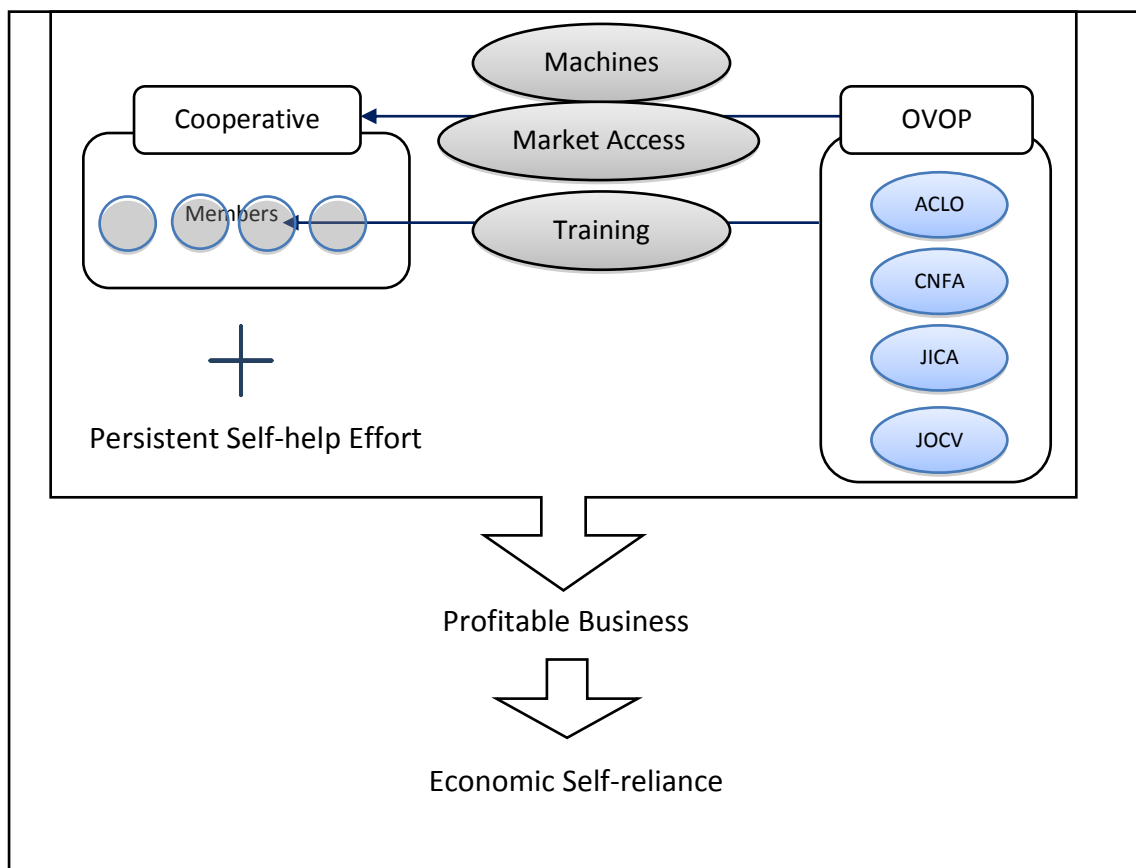 Machines
Cooperative
OVOP
Market Access
ACLO
Members
Training
CNFA
JICA
Persistent Self-help Effort
JOCV
Profitable Business
Economic Self-reliance